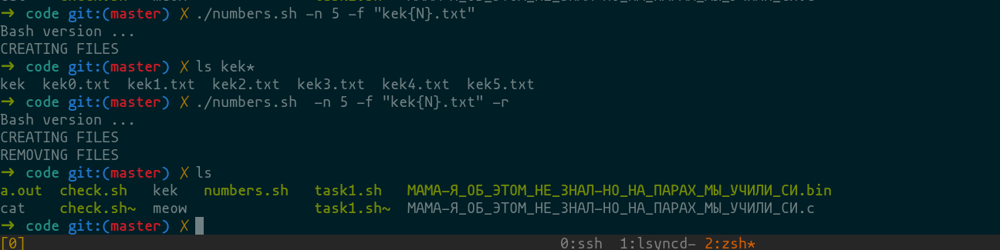 ➜ code git:(master) ✗ ./numbers.sh -n 5 -f "kek{N}.txt"
Bash version ...
CREATING FILES
➜ code git:(master) ✗ ls kek*
kek kek0.txt kek1.txt kek2.txt kek3.txt kek4.txt kek5.txt
➜ code git:(master) ✗ ./numbers.sh -n 5 -f "kek{N}.txt" -r
Bash version ...
CREATING FILES
REMOVING FILES
➜ code git:(master) ✗ ls
a.out check.sh kek numbers.sh task1.sh МАМА-Я_ОБ_ЭТОМ_НЕ_ЗНАЛ-НО_НА_ПАРАХ_МЫ_УЧИЛИ_СИ.bin
cat check.sh~ meow task1.sh~ МАМА-Я_ОБ_ЭТОМ_НЕ_ЗНАЛ-НО_НА_ПАРАХ_МЫ_УЧИЛИ_СИ.c
➜ code git:(master) ✗
[0] 0:ssh 1:lsyncd- 2:zsh*